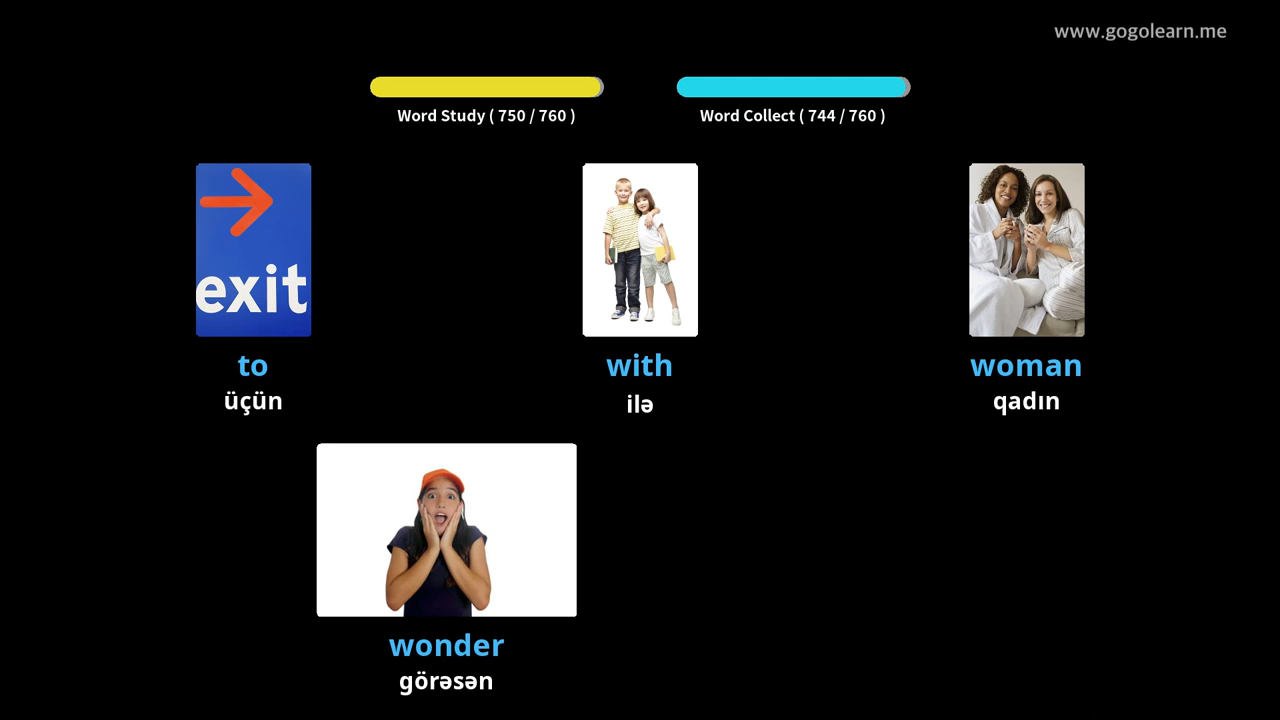 www.gogolearn.me
Word Study ( 750 / 760 )
Word Collect ( 744 / 760 )
exit
to
üçün
with
ilə
woman
qadın
wonder
görəsən